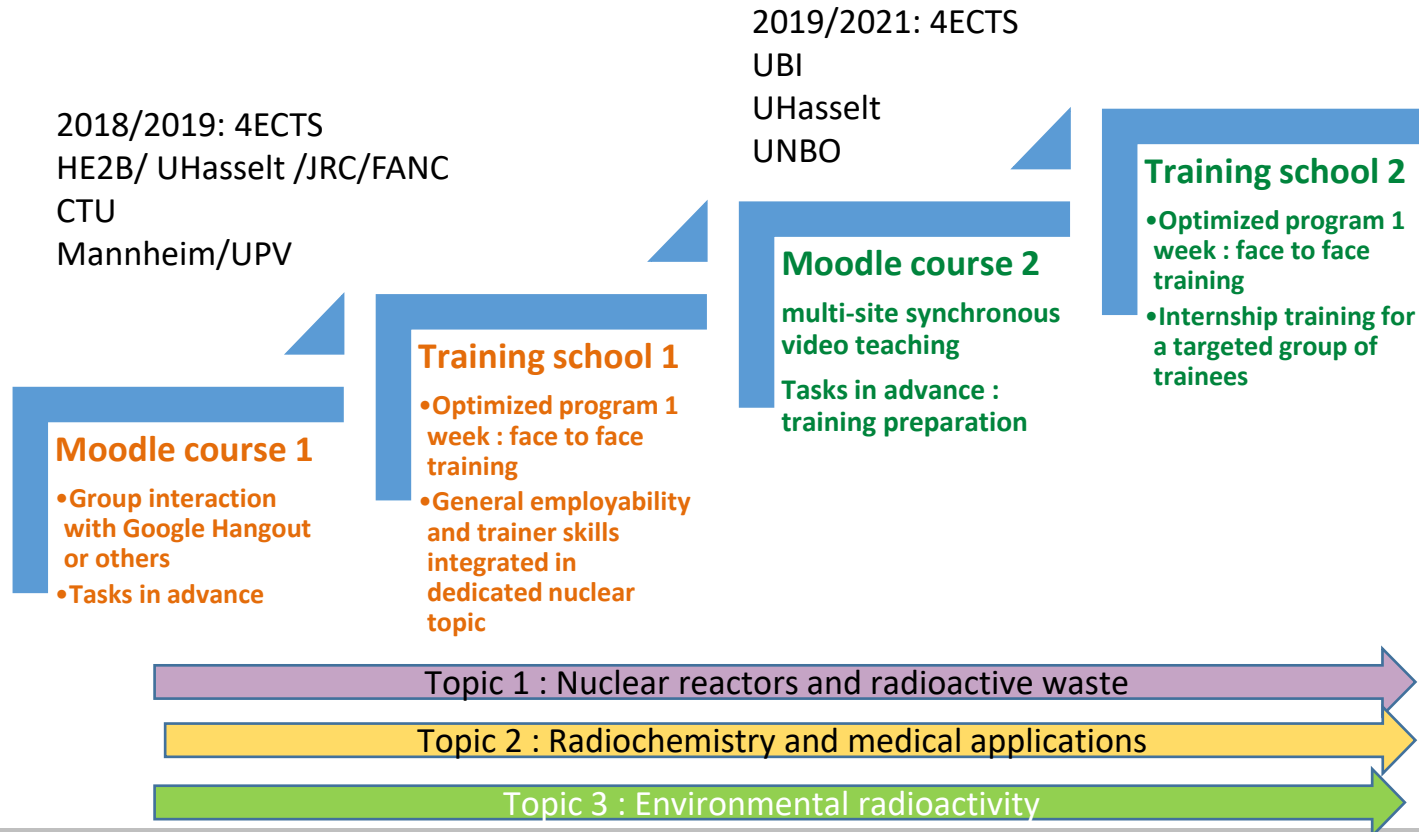 2018/2019: 4ECTS
HE2B/ UHasselt /JRC/FANC
CTU
Mannheim/UPV
2019/2021: 4ECTS
UBI
UHasselt
UNBO
Moodle course 1
•Group interaction
with Google Hangout
or others
•Tasks in advance
Training school 1
•Optimized program 1
week : face to face
training
•General employability
and trainer skills
integrated in
dedicated nuclear
topic
Moodle course 2
multi-site synchronous
video teaching
Tasks in advance :
training preparation
Training school 2
•Optimized program 1
week : face to face
training
•Internship training for
a targeted group of
trainees
Topic 1 : Nuclear reactors and radioactive waste
Topic 2 : Radiochemistry and medical applications
Topic 3 : Environmental radioactivity